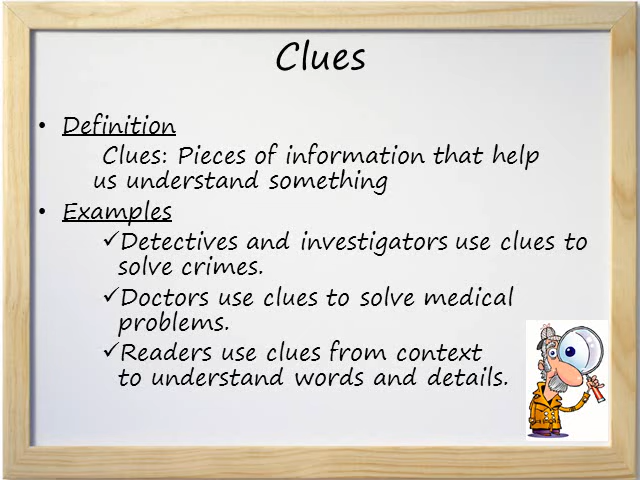 Clues
• Definition
Clues: Pieces of information that help
us understand something
• Examples
✓Detectives and investigators use clues to
solve crimes.
✓Doctors use clues to solve medical
problems.
✓Readers use clues from context
to understand words and details.